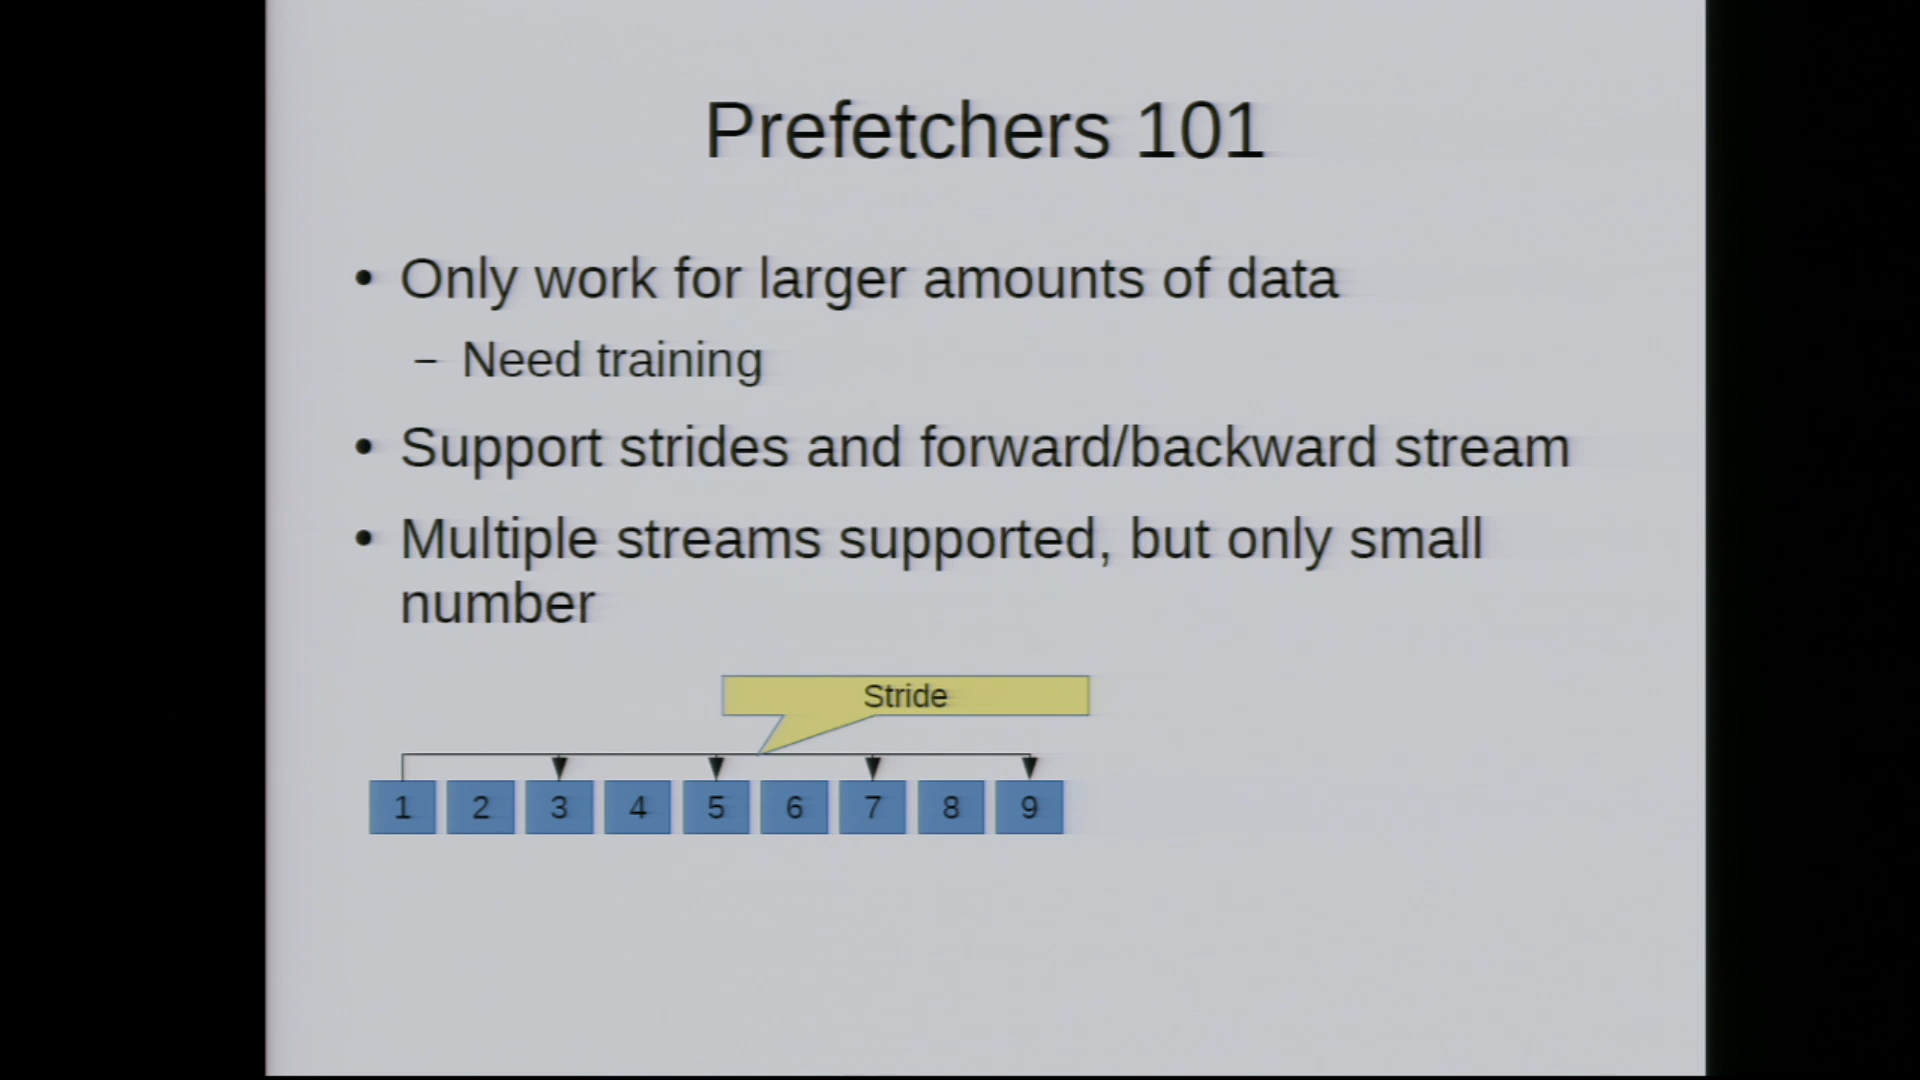 Prefetchers 101
• Only work for larger amounts of data
– Need training
• Support strides and forward/backward stream
• Multiple streams supported, but only small
number
Stride
1 2 3 4 5 6 7 8 9